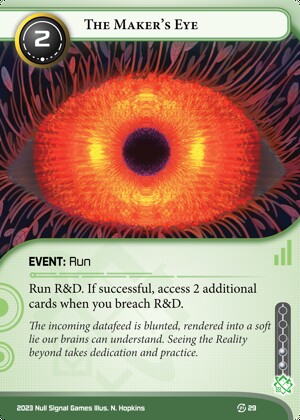 2
The Maker's Eye
EVENT: Run
Run R&D. If successful, access 2 additional
cards when you breach R&D.
The incoming datafeed is blunted, rendered into a soft
lie our brains can understand. Seeing the Reality
beyond takes dedication and practice.
2023 Null Signal Games Illus. N. Hopkins
29